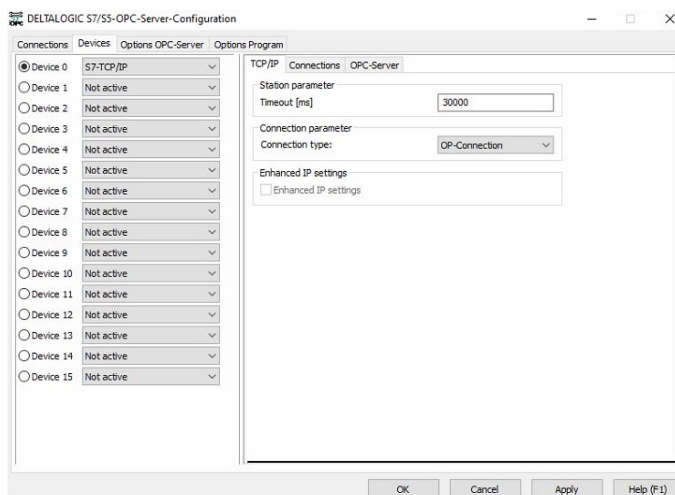 OPC DELTALOGIC S7/S5-OPC-Server-Configuration
Connections Devices Options OPC-Server Options Program
Device 0 S7-TCP/IP
Device 1 Not active
Device 2 Not active
Device 3 Not active
Device 4 Not active
Device 5 Not active
Device 6 Not active
Device 7 Not active
Device 8 Not active
Device 9 Not active
Device 10 Not active
Device 11 Not active
Device 12 Not active
Device 13 Not active
Device 14 Not active
Device 15 Not active
TCP/IP Connections OPC-Server
Station parameter
Timeout [ms] 30000
Connection parameter
Connection type: OP-Connection
Enhanced IP settings
Enhanced IP settings
OK Cancel Apply Help (F1)